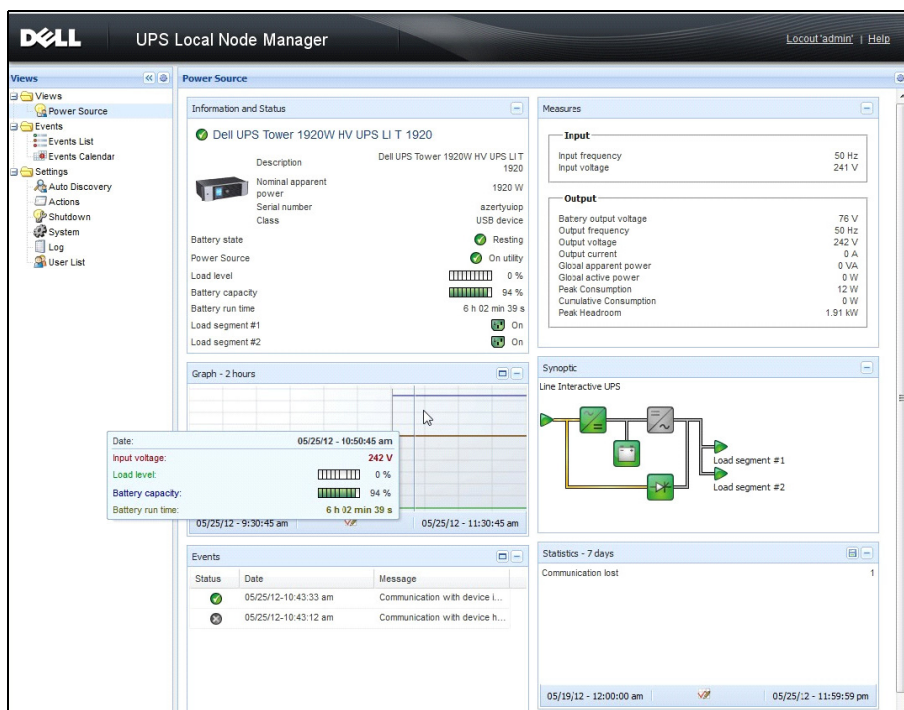 DELL
UPS Local Node Manager
Locout 'admin' | Help
Views
Views
Power Source
Events
Events List
Events Calendar
Settings
Auto Discovery
Actions
Shutdown
System
Log
User List
Power Source
Information and Status
Dell UPS Tower 1920W HV UPS LI T 1920
Description Dell UPS Tower 1920W HV UPS LI T
1920
Nominal apparent
power 1920 W
Serial number azertyuiop
Class USB device
Battery state Resting
Power Source On utility
Load level 0 %
Battery capacity 94 %
Battery run time 6 h 02 min 39 s
Load segment #1 On
Load segment #2 On
Measures
Input
Input frequency 50 Hz
Input voltage 241 V
Output
Battery output voltage 76 V
Output frequency 50 Hz
Output voltage 242 V
Output current 0 A
Global apparent power 0 VA
Global active power 0 W
Peak Consumption 12 W
Cumulative Consumption 0 W
Peak Headroom 1.91 kW
Graph - 2 hours
Date: 05/25/12 - 10:50:45 am
Input voltage: 242 V
Load level: 0 %
Battery capacity: 94 %
Battery run time: 6 h 02 min 39 s
05/25/12 - 9:30:45 am 05/25/12 - 11:30:45 am
Synoptic
Line Interactive UPS
Load segment #1
Load segment #2
Events
Status Date Message
05/25/12-10:43:33 am Communication with device i...
05/25/12-10:43:12 am Communication with device h...
Statistics - 7 days
Communication lost 1
05/19/12 - 12:00:00 am 05/25/12 - 11:59:59 pm